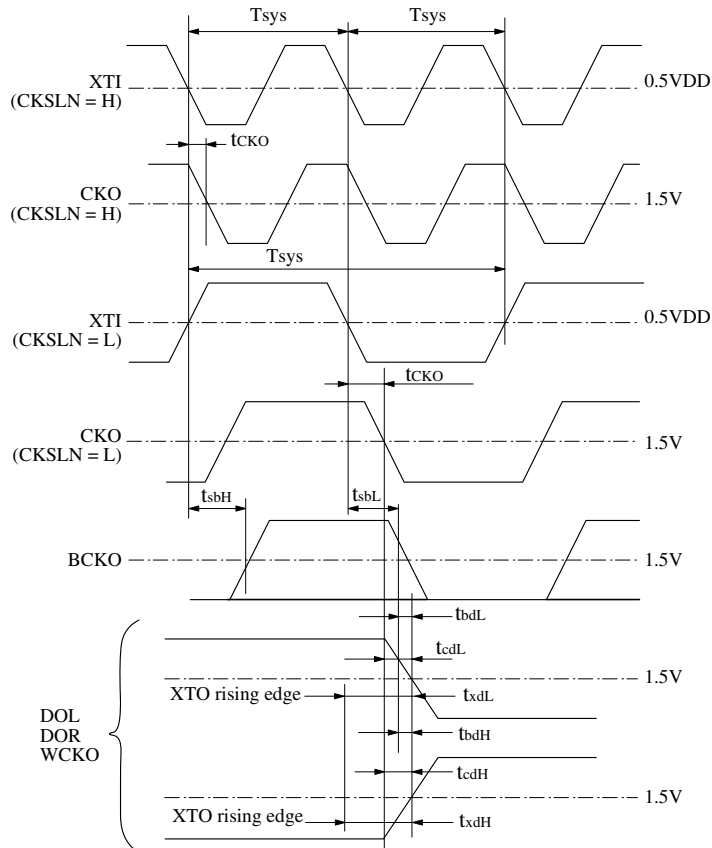 Tsys Tsys
XTI
(CKSLN = H)
0.5VDD
tCKO
CKO
(CKSLN = H)
1.5V
Tsys
XTI
(CKSLN = L)
0.5VDD
tCKO
CKO
(CKSLN = L)
1.5V
tsbH tsbL
BCKO
1.5V
tbdL
tcdL
1.5V
XTO rising edge txdL
DOL
DOR
WCKO
tbdH
tcdH
1.5V
XTO rising edge txdH